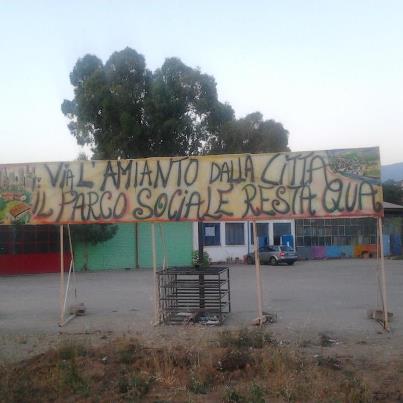 VIA L'AMIANTO DALLA CITTA
IL PARCO SOCIALE RESTA QUA